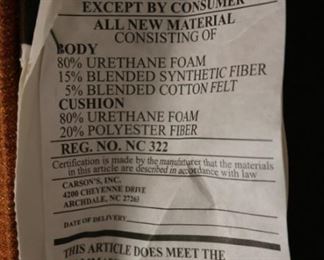 EXCEPT BY CONSUMER
ALL NEW MATERIAL
CONSISTING OF
BODY
80% URETHANE FOAM
15% BLENDED SYNTHETIC FIBER
5% BLENDED COTTON FELT
CUSHION
80% URETHANE FOAM
20% POLYESTER FIBER
REG. NO. NC 322
Certification is made by the manufacturer that the materials
in this article are described in accordance with law
CARSON'S, INC.
4200 CHEYENNE DRIVE
ARCHDALE, NC 27263
DATE OF DELIVERY
THIS ARTICLE DOES MEET THE